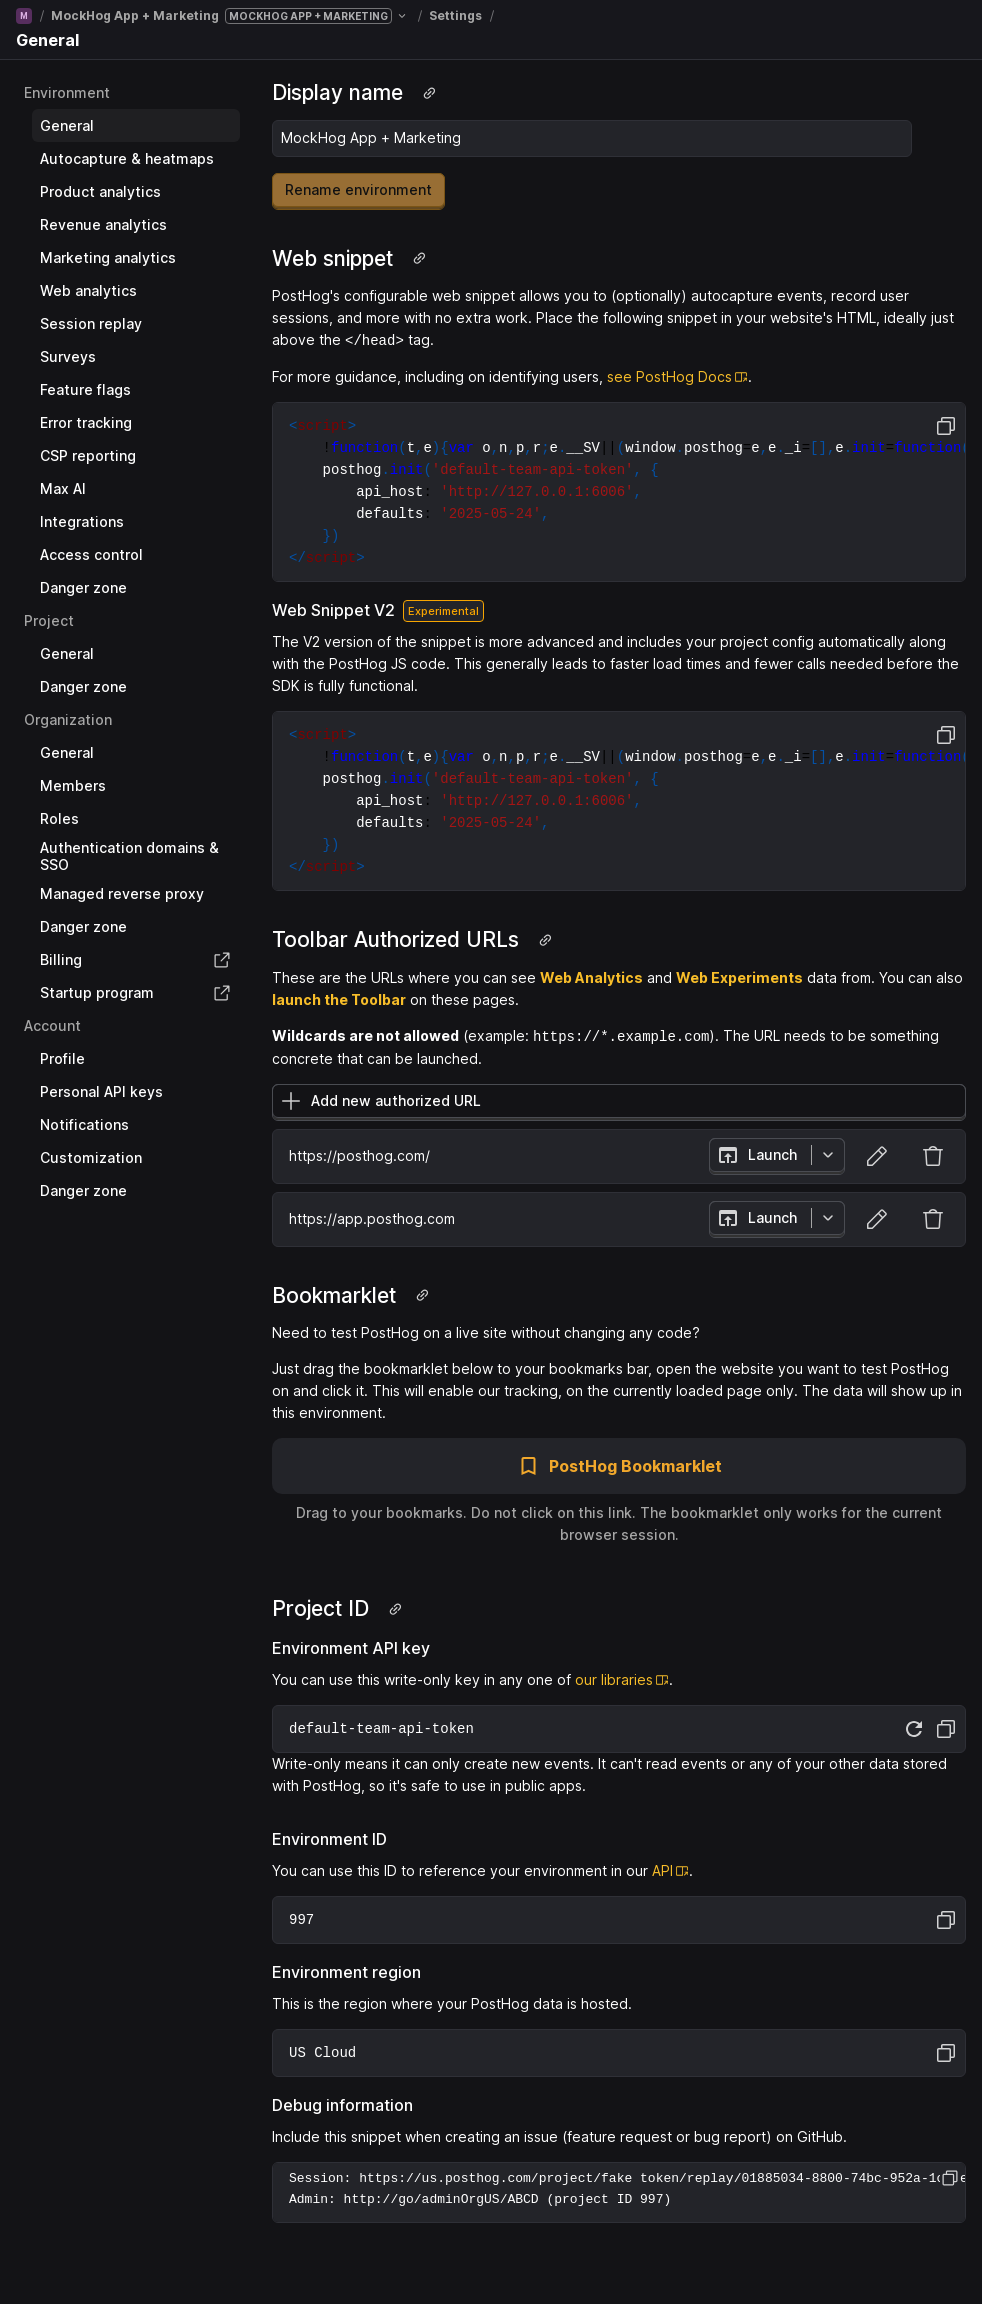 M / MockHog App + Marketing MOCKHOG APP + MARKETING / Settings /
General
Environment
General
Autocapture & heatmaps
Product analytics
Revenue analytics
Marketing analytics
Web analytics
Session replay
Surveys
Feature flags
Error tracking
CSP reporting
Max AI
Integrations
Access control
Danger zone
Project
General
Danger zone
Organization
General
Members
Roles
Authentication domains &
SSO
Managed reverse proxy
Danger zone
Billing
Startup program
Account
Profile
Personal API keys
Notifications
Customization
Danger zone
Display name
MockHog App + Marketing
Rename environment
Web snippet
PostHog's configurable web snippet allows you to (optionally) autocapture events, record user
sessions, and more with no extra work. Place the following snippet in your website's HTML, ideally just
above the </head> tag.
For more guidance, including on identifying users, see PostHog Docs.
<script>
!function(t,e){var o,n,p,r;e.__SV||(window.posthog=e,e._i=[],e.init=function(
posthog.init('default-team-api-token', {
api_host: 'http://127.0.0.1:6006',
defaults: '2025-05-24',
})
</script>
Web Snippet V2 Experimental
The V2 version of the snippet is more advanced and includes your project config automatically along
with the PostHog JS code. This generally leads to faster load times and fewer calls needed before the
SDK is fully functional.
<script>
!function(t,e){var o,n,p,r;e.__SV||(window.posthog=e,e._i=[],e.init=function(
posthog.init('default-team-api-token', {
api_host: 'http://127.0.0.1:6006',
defaults: '2025-05-24',
})
</script>
Toolbar Authorized URLs
These are the URLs where you can see Web Analytics and Web Experiments data from. You can also
launch the Toolbar on these pages.
Wildcards are not allowed (example: https://*.example.com). The URL needs to be something
concrete that can be launched.
Add new authorized URL
https://posthog.com/ Launch
https://app.posthog.com Launch
Bookmarklet
Need to test PostHog on a live site without changing any code?
Just drag the bookmarklet below to your bookmarks bar, open the website you want to test PostHog
on and click it. This will enable our tracking, on the currently loaded page only. The data will show up in
this environment.
PostHog Bookmarklet
Drag to your bookmarks. Do not click on this link. The bookmarklet only works for the current
browser session.
Project ID
Environment API key
You can use this write-only key in any one of our libraries.
default-team-api-token
Write-only means it can only create new events. It can't read events or any of your other data stored
with PostHog, so it's safe to use in public apps.
Environment ID
You can use this ID to reference your environment in our API.
997
Environment region
This is the region where your PostHog data is hosted.
US Cloud
Debug information
Include this snippet when creating an issue (feature request or bug report) on GitHub.
Session: https://us.posthog.com/project/fake token/replay/01885034-8800-74bc-952a-1
Admin: http://go/adminOrgUS/ABCD (project ID 997)